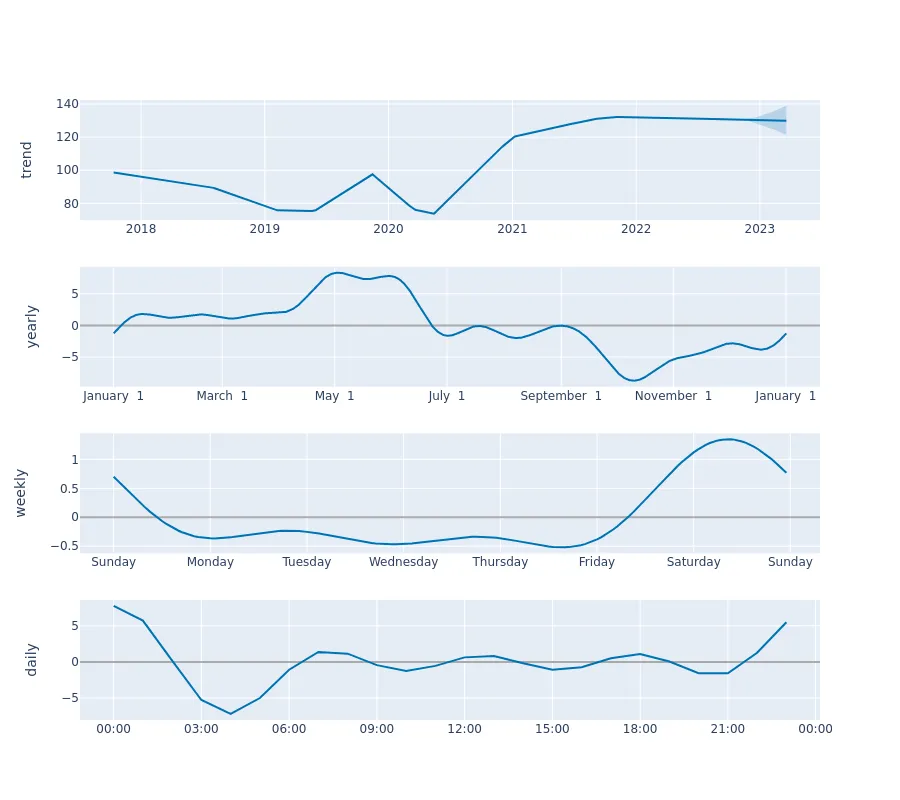 trend
140
120
100
80
2018 2019 2020 2021 2022 2023
yearly
5
0
−5
January 1 March 1 May 1 July 1 September 1 November 1 January 1
weekly
1
0.5
0
−0.5
Sunday Monday Tuesday Wednesday Thursday Friday Saturday Sunday
daily
5
0
−5
00:00 03:00 06:00 09:00 12:00 15:00 18:00 21:00 00:00